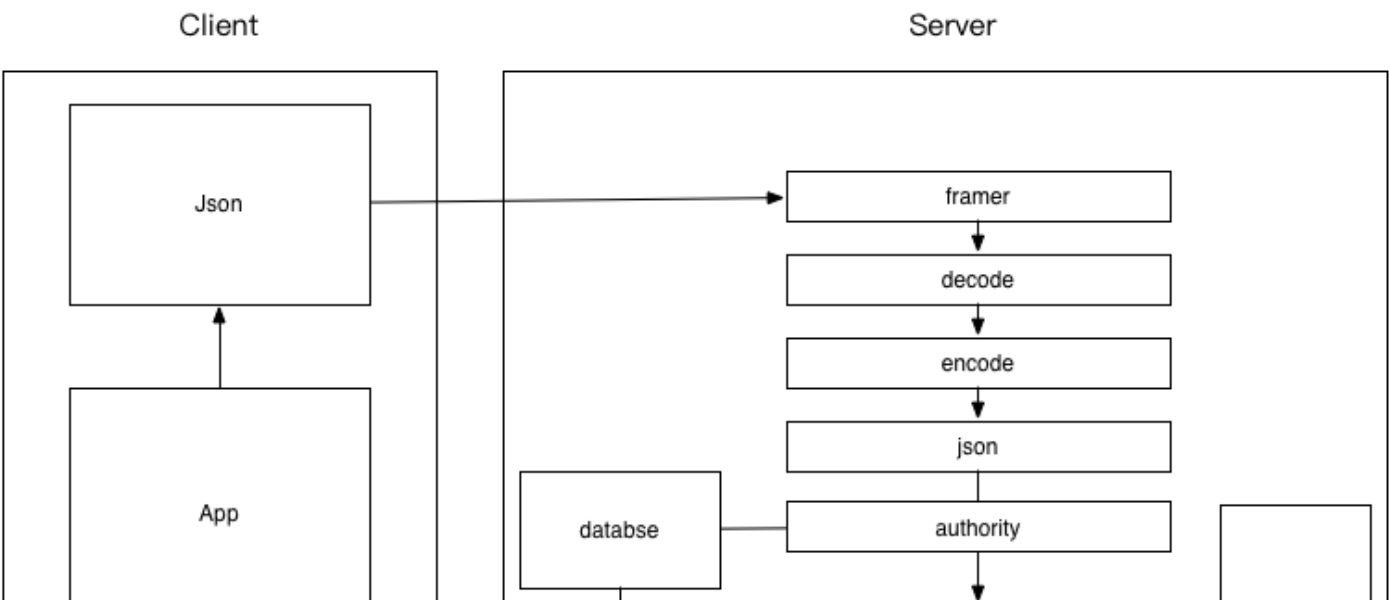 Client
Server
Json
framer
decode
encode
json
App
databse
authority